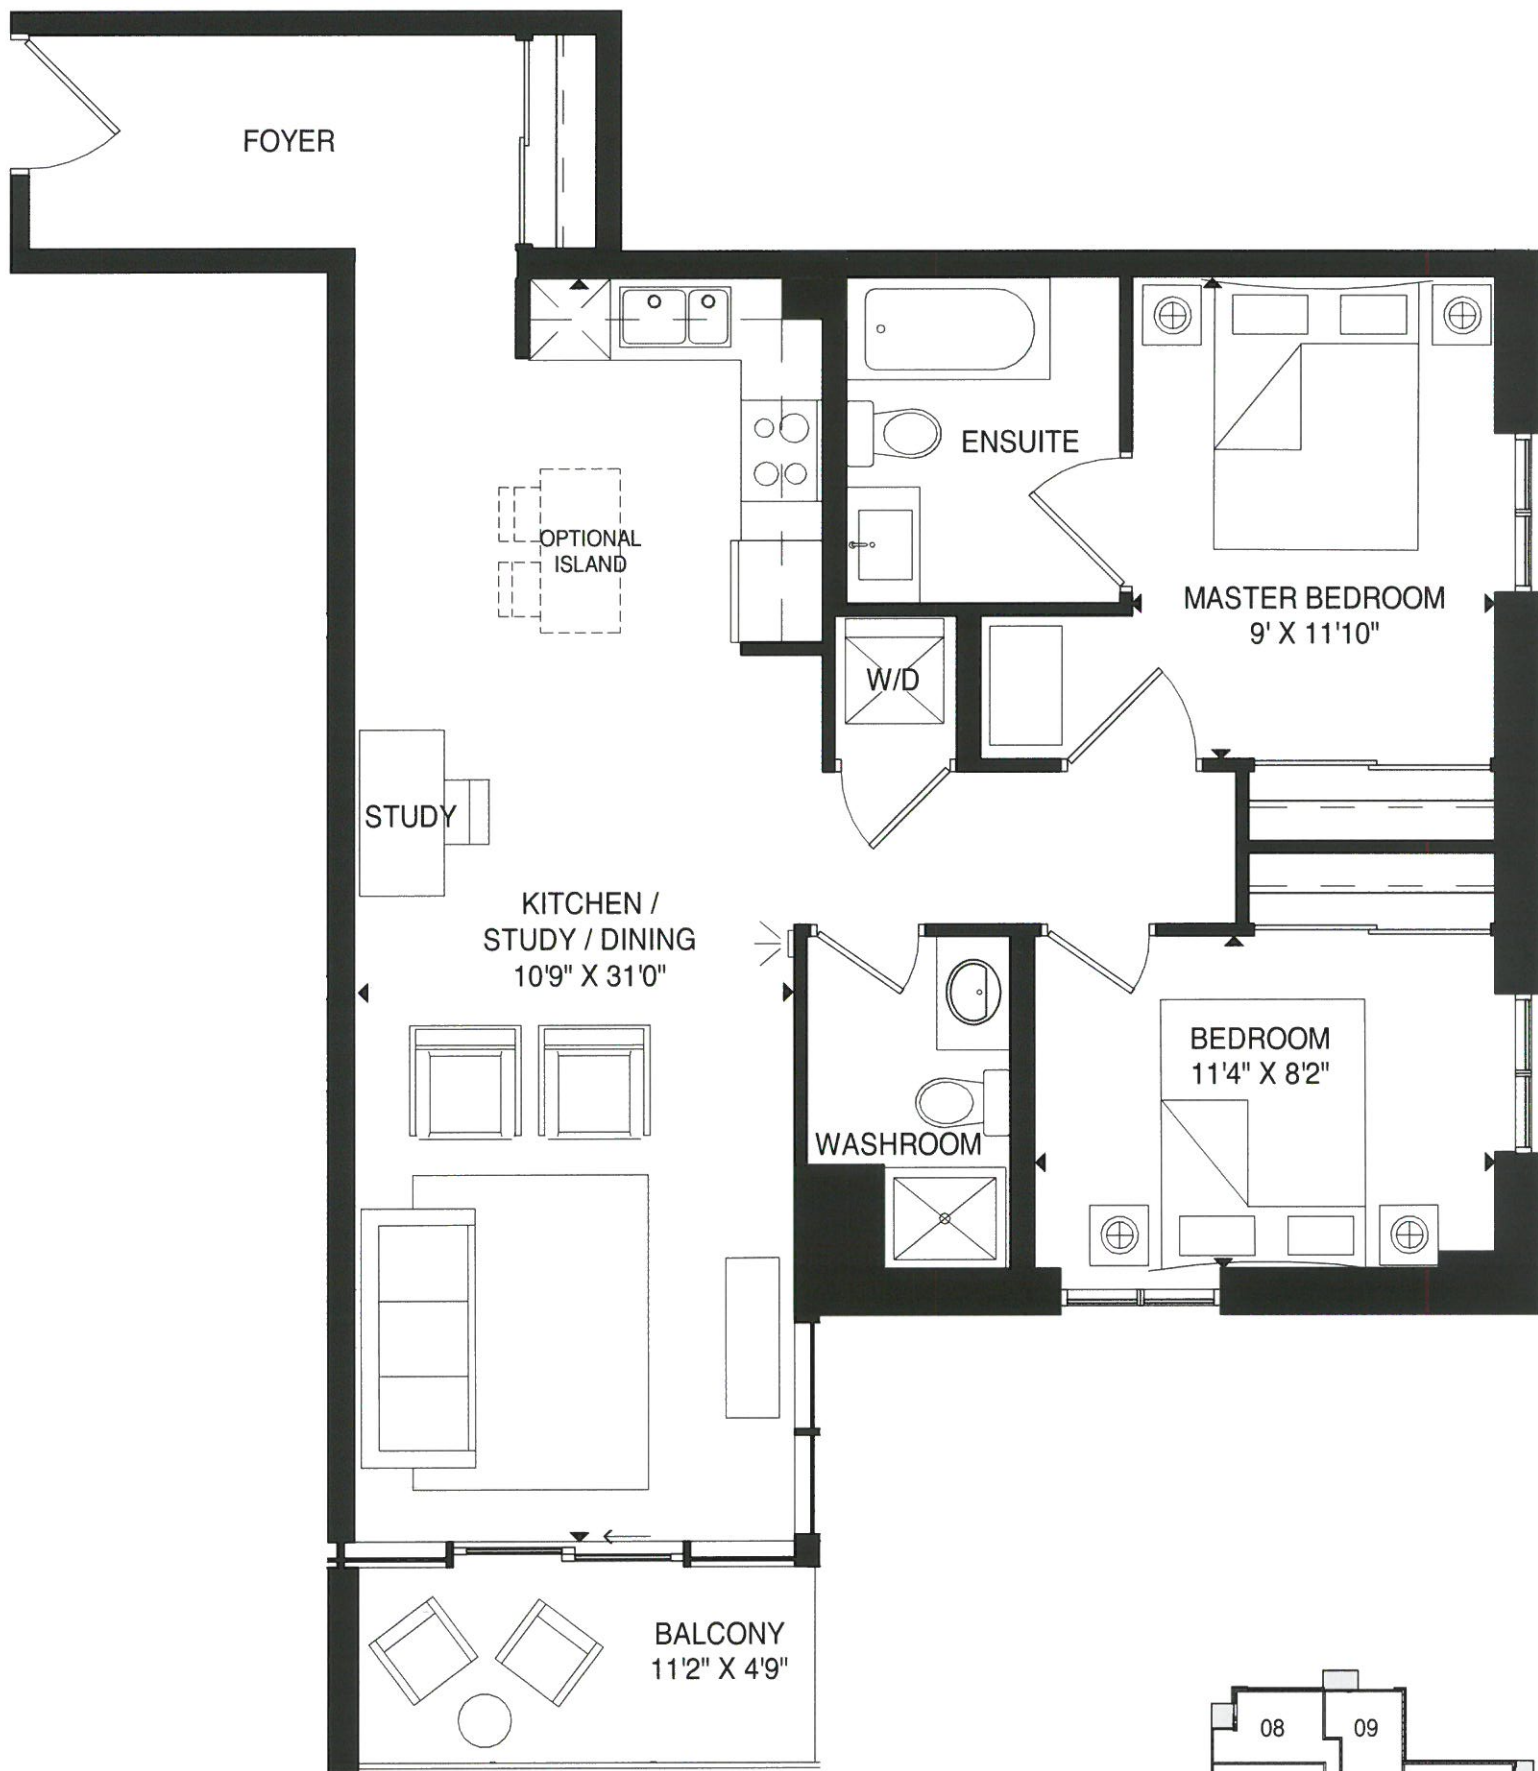 FOYER
ENSUITE
OPTIONAL
ISLAND
MASTER BEDROOM
9' X 11'10"
W/D
STUDY
KITCHEN /
STUDY / DINING
10'9" X 31'0"
BEDROOM
11'4" X 8'2"
WASHROOM
BALCONY
11'2" X 4'9"
08
09